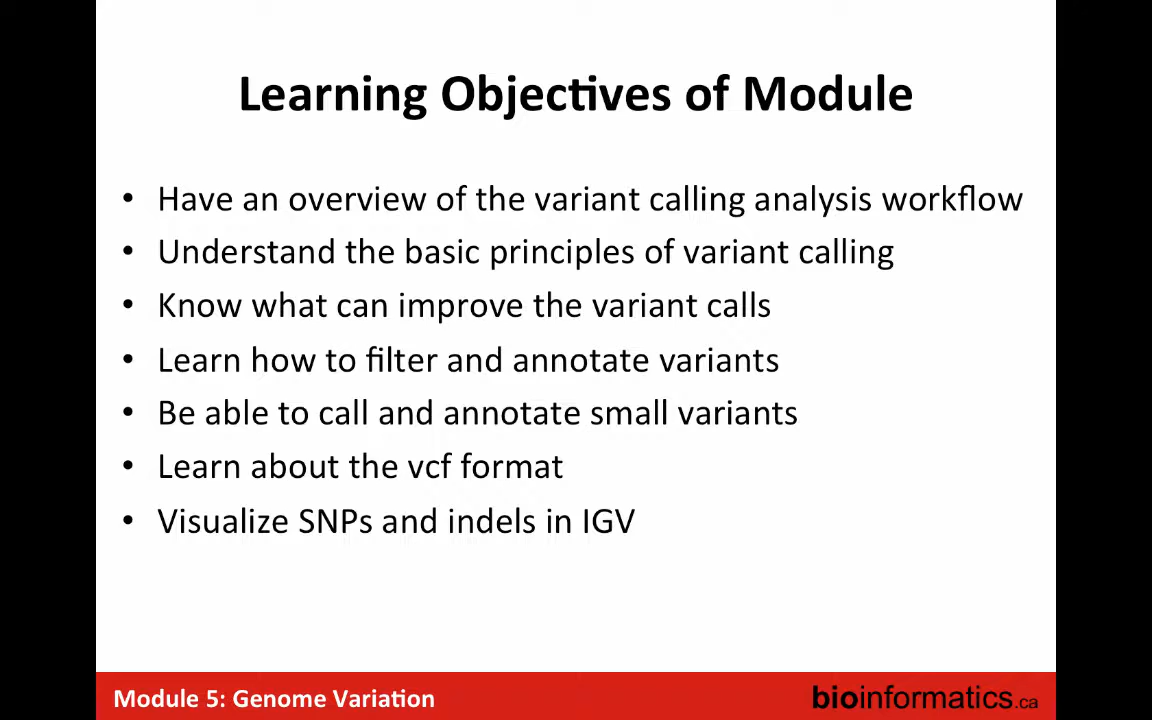 Learning Objectives of Module
• Have an overview of the variant calling analysis workflow
• Understand the basic principles of variant calling
• Know what can improve the variant calls
• Learn how to filter and annotate variants
• Be able to call and annotate small variants
• Learn about the vcf format
• Visualize SNPs and indels in IGV
Module 5: Genome Variation
bioinformatics.ca